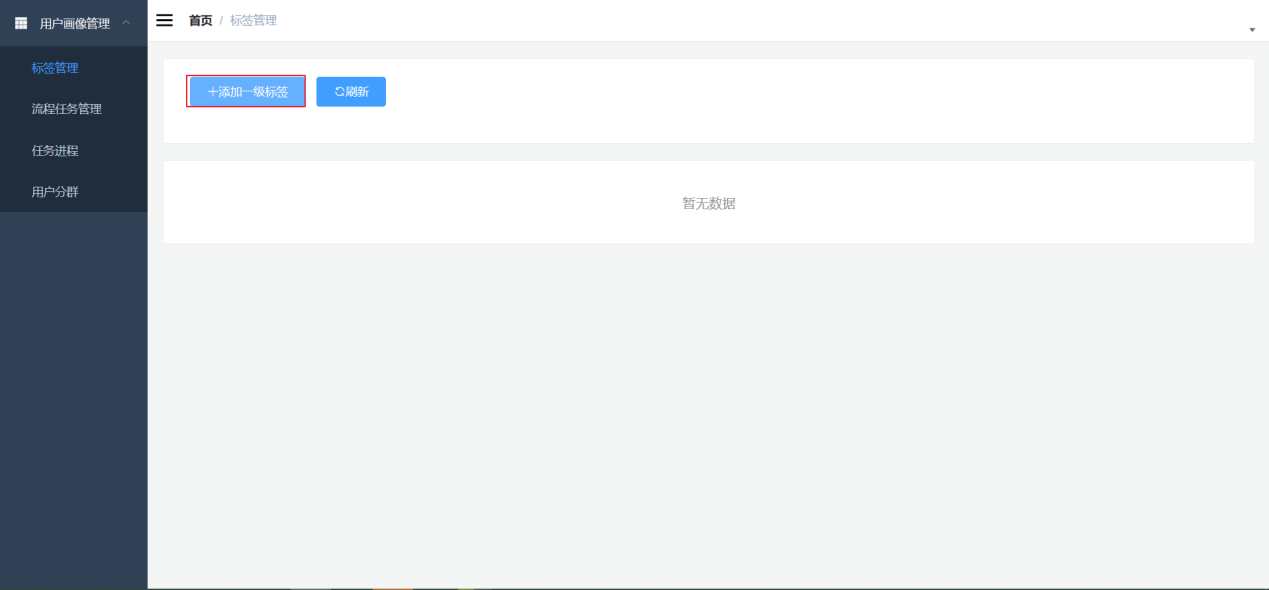 用户画像管理
首页 / 标签管理
标签管理
流程任务管理
任务进程
用户分群
+添加一级标签
刷新
暂无数据